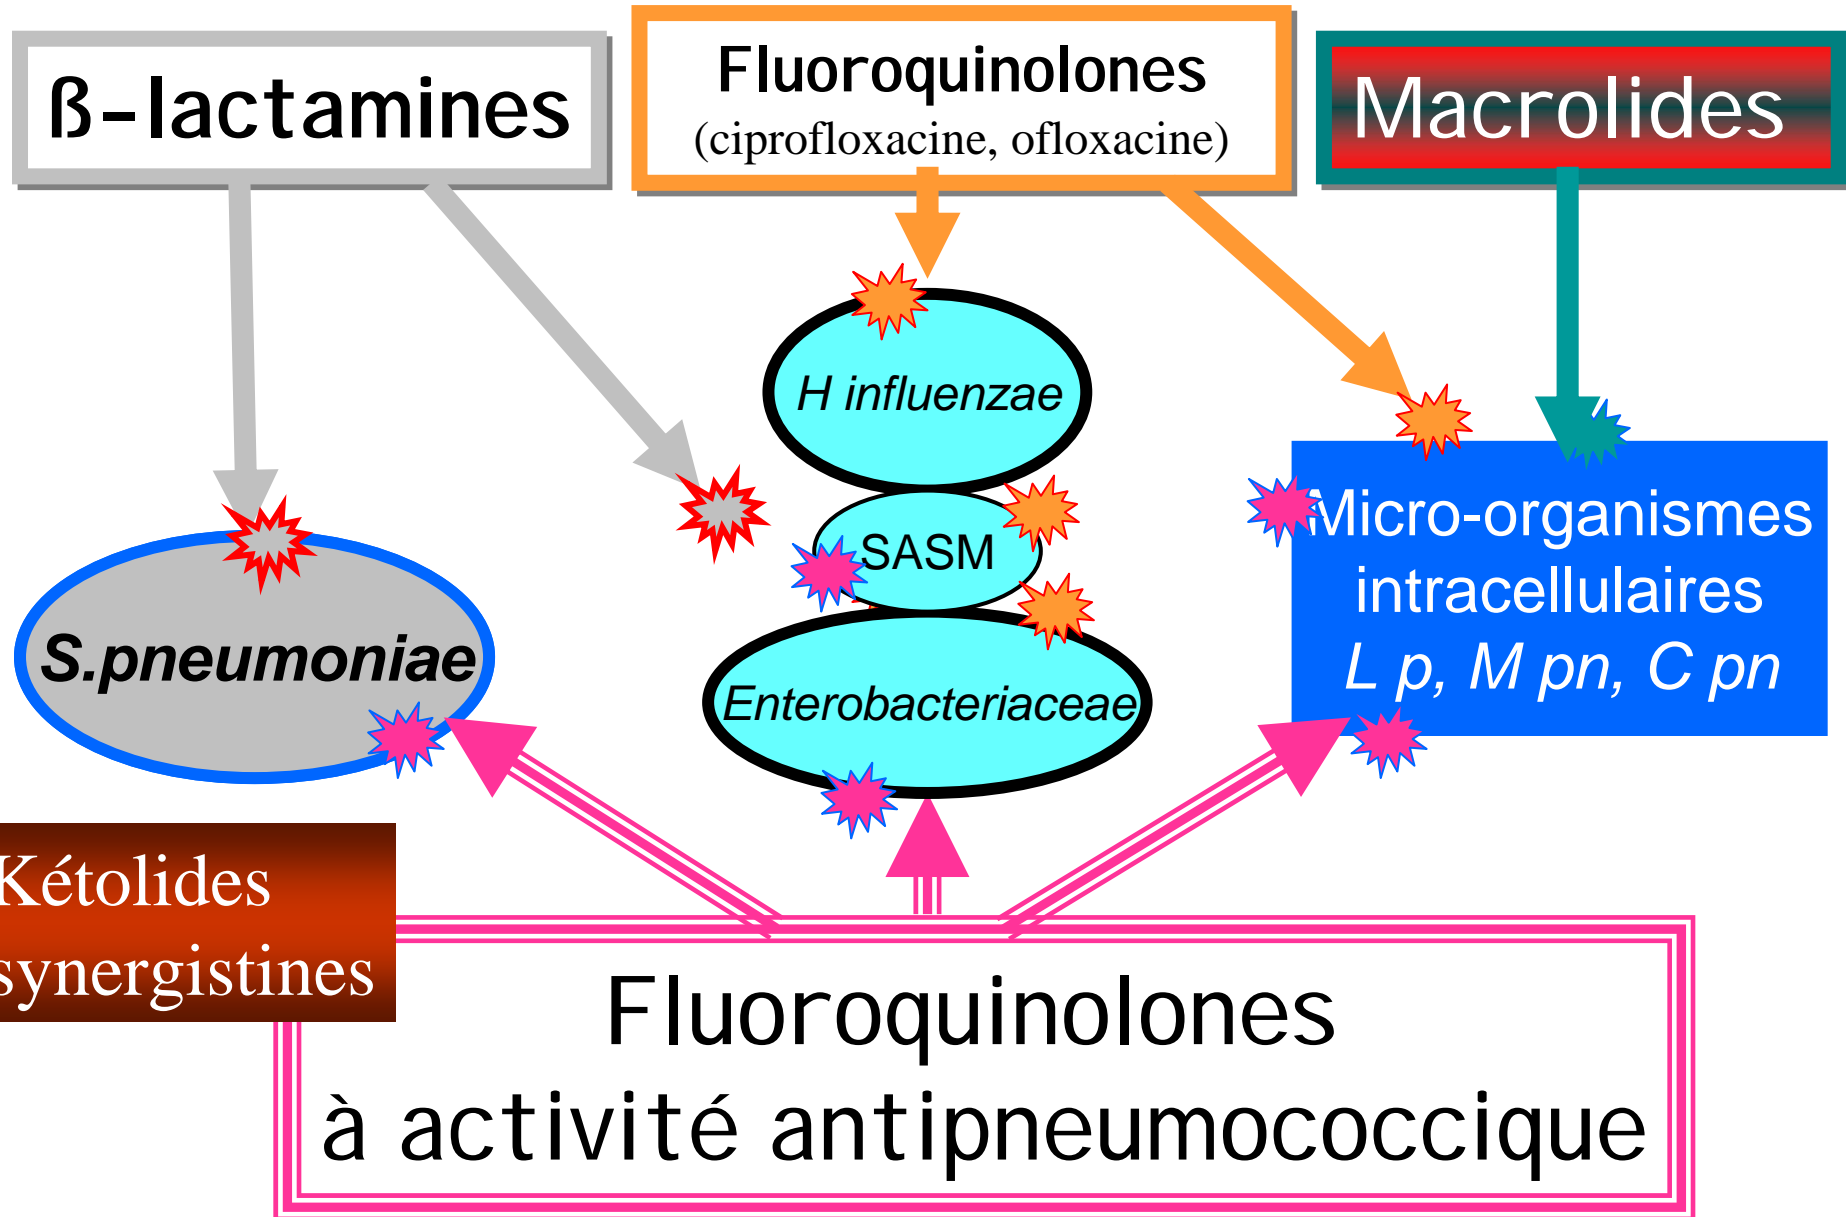 ß-lactamines
Fluoroquinolones
(ciprofloxacine, ofloxacine)
Macrolides
H influenzae
SASM
Enterobacteriaceae
S.pneumoniae
Micro-organismes
intracellulaires
L p, M pn, C pn
Kétolides
synergistines
Fluoroquinolones
à activité antipneumococcique